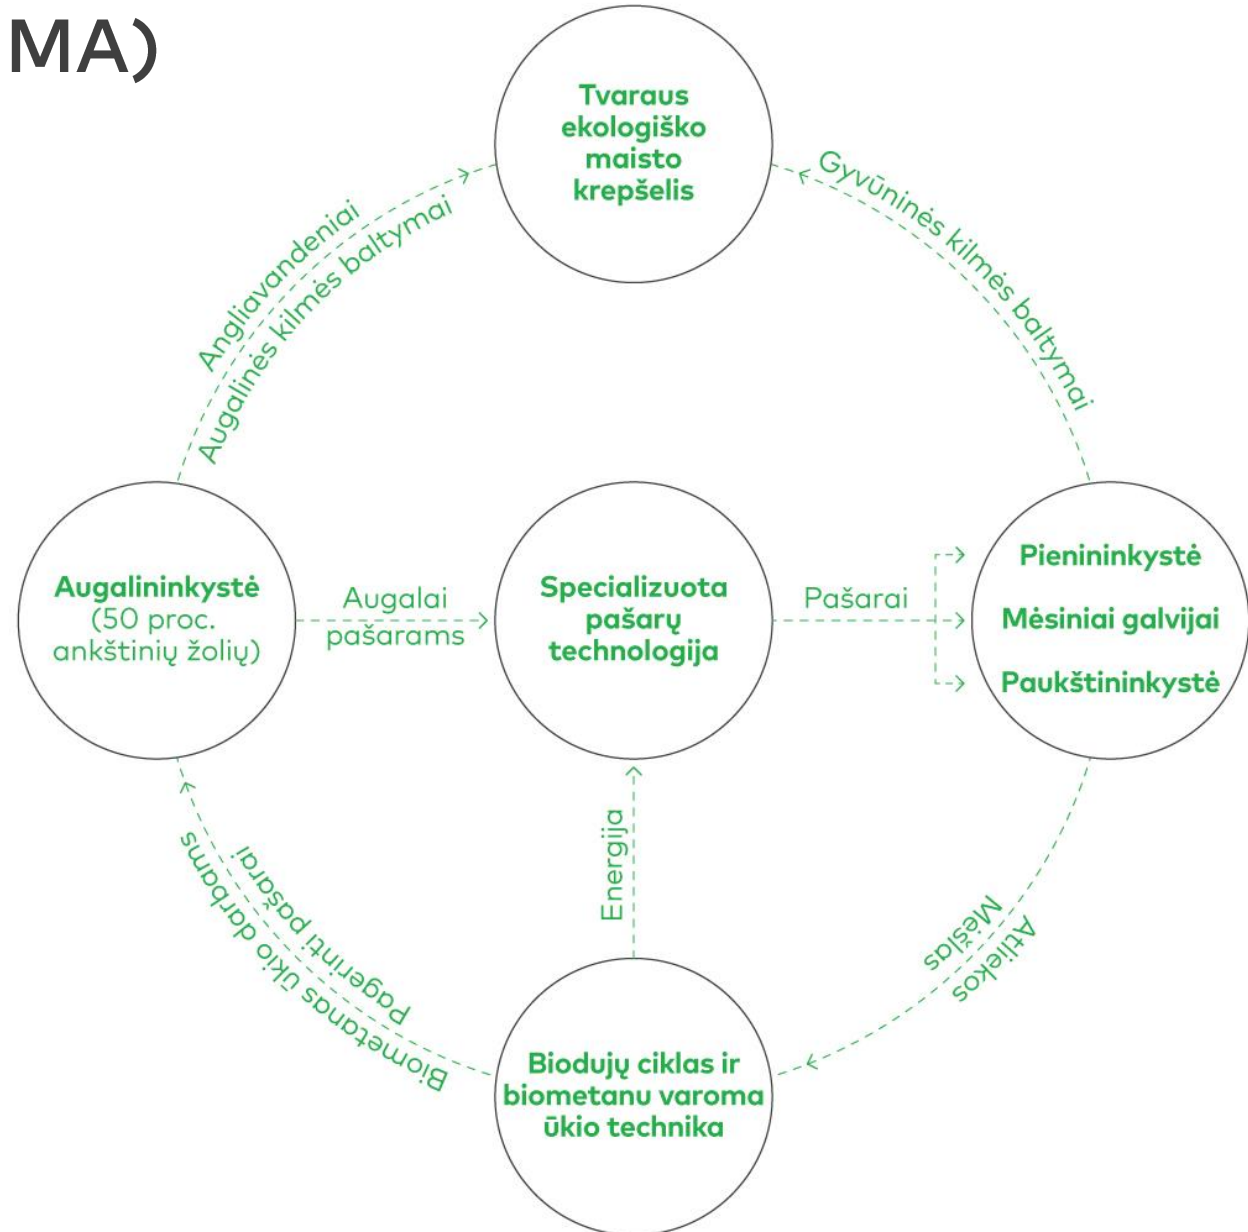 MA)
Tvaraus
ekologiško
maisto
krepšelis
Angliavandeniai
Augalinės kilmės baltymai
Gyvūninės kilmės baltymai
Augalininkystė
(50 proc.
ankštinių žolių)
Augalai
pašarams
Specializuota
pašarų
technologija
Pašarai
Pienininkystė
Mėsiniai galvijai
Paukštininkystė
Energija
Pagerinti pašarai
Biometanas ūkio darbams
Mėšlas
Atliekos
Biodujų ciklas ir
biometanu varoma
ūkio technika